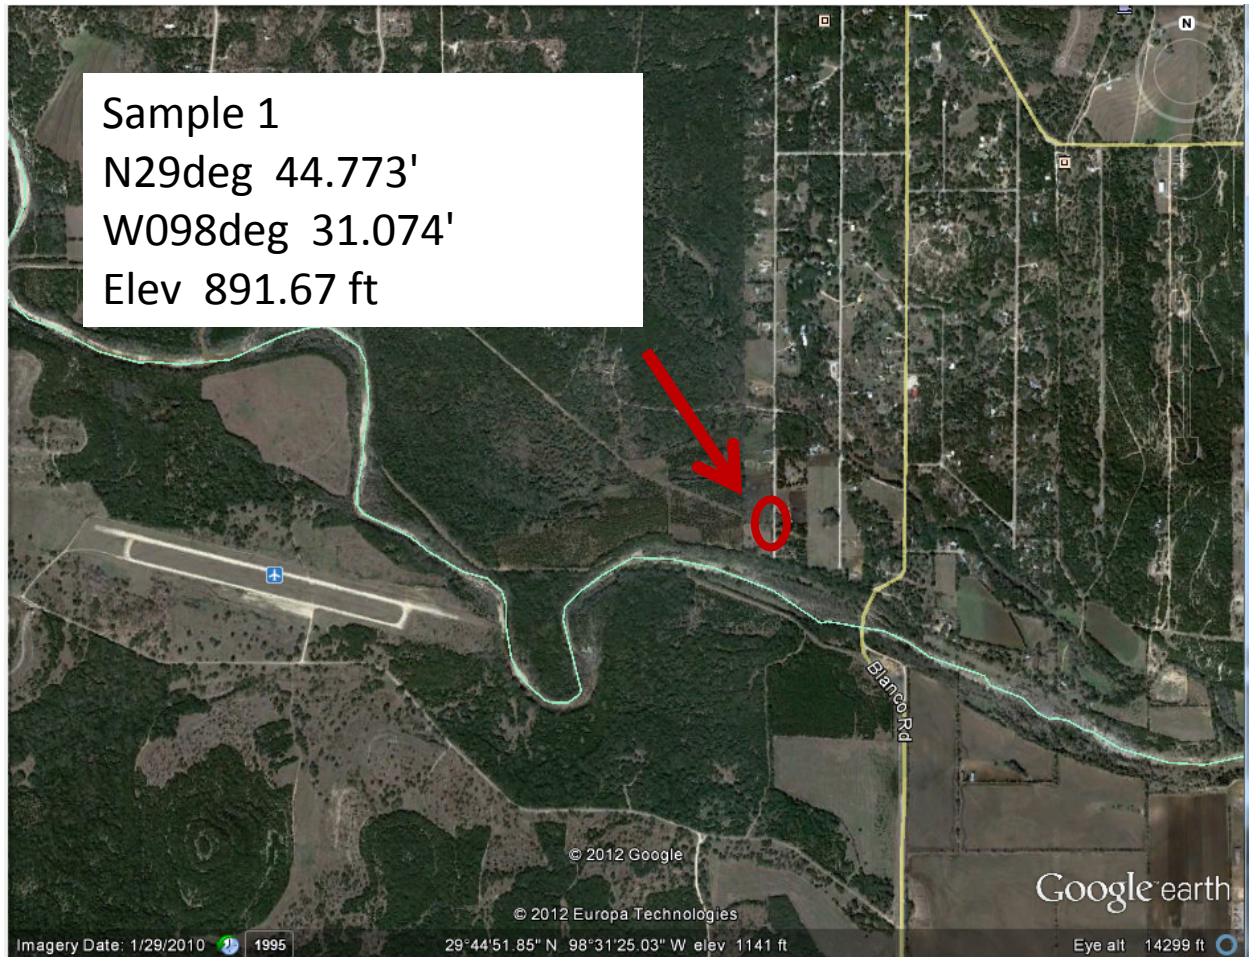 N
Sample 1
N29deg  44.773'
W098deg  31.074'
Elev  891.67 ft
Blanco Rd
© 2012 Google
Google earth
© 2012 Europa Technologies
Imagery Date: 1/29/2010  1995  29°44'51.85" N  98°31'25.03" W  elev  1141 ft  Eye alt  14299 ft